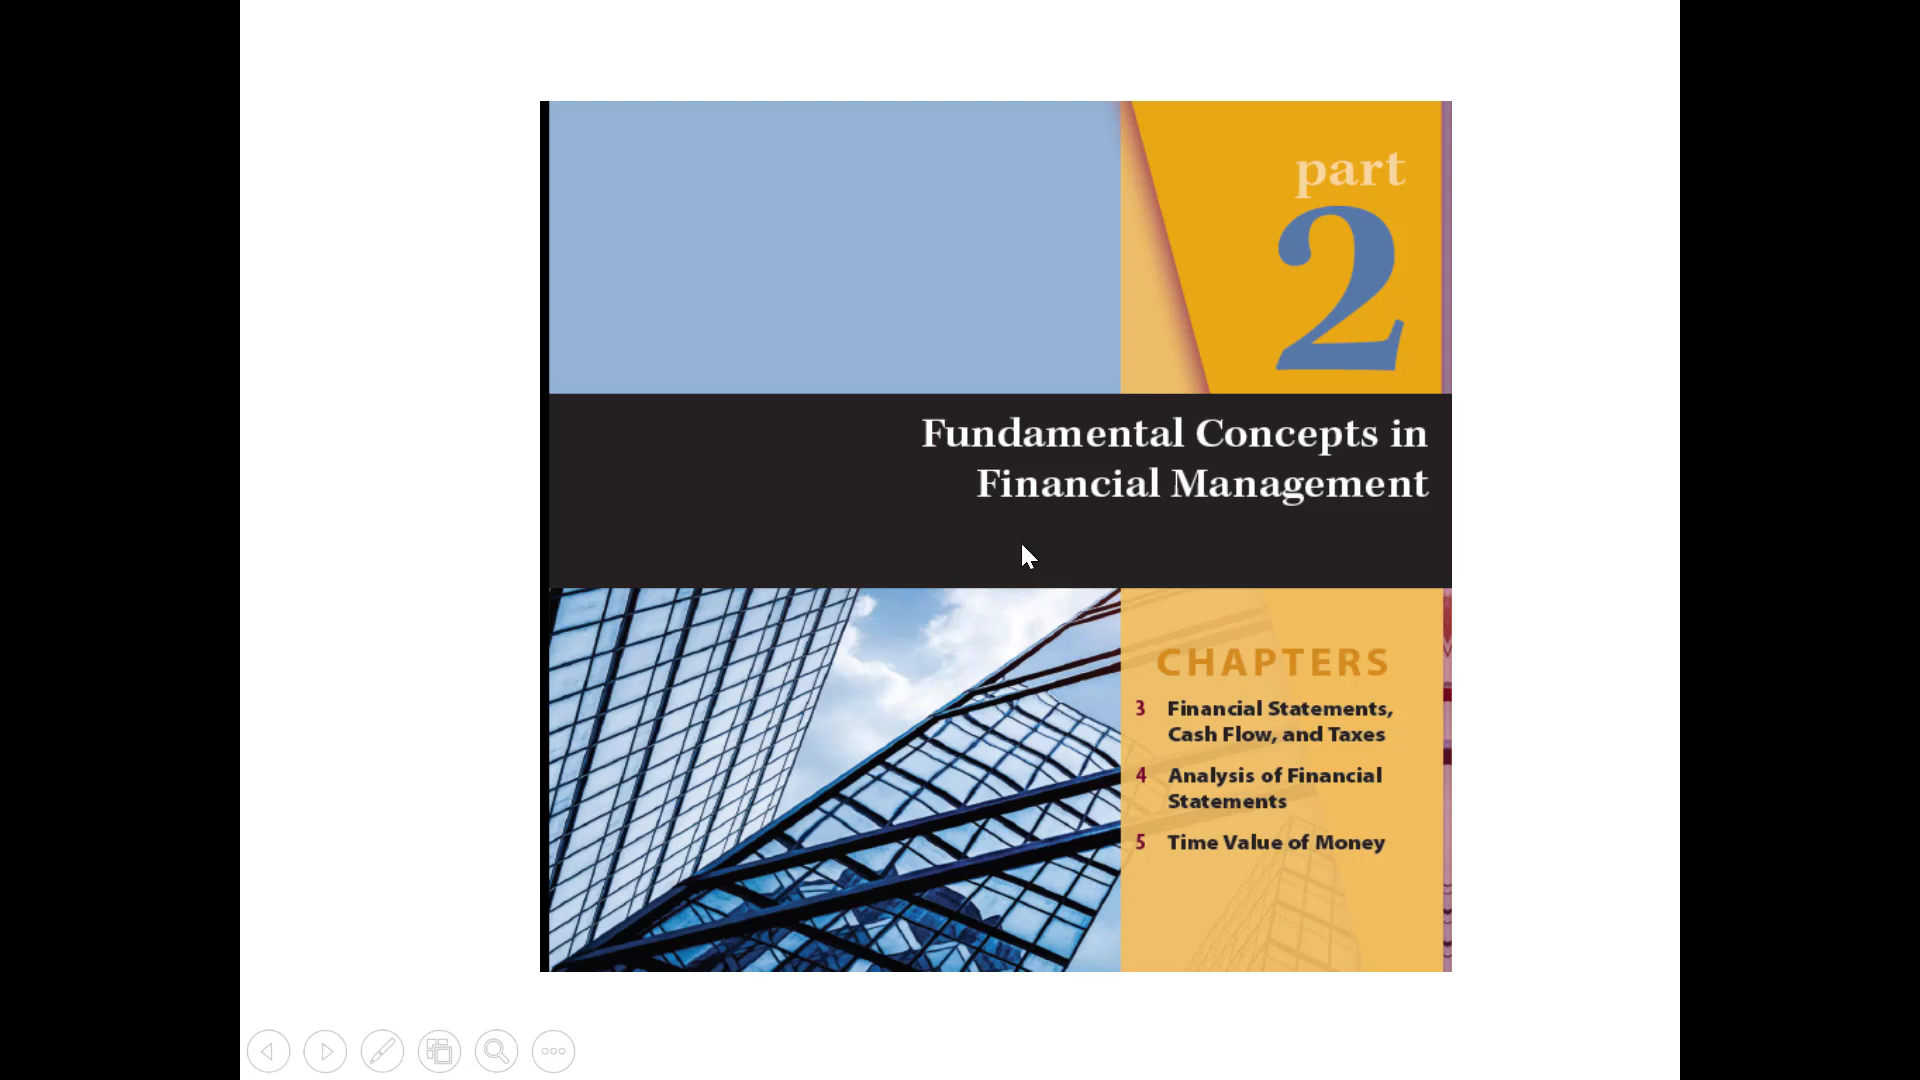 part
2
Fundamental Concepts in
Financial Management
CHAPTERS
3 Financial Statements,
Cash Flow, and Taxes
4 Analysis of Financial
Statements
5 Time Value of Money